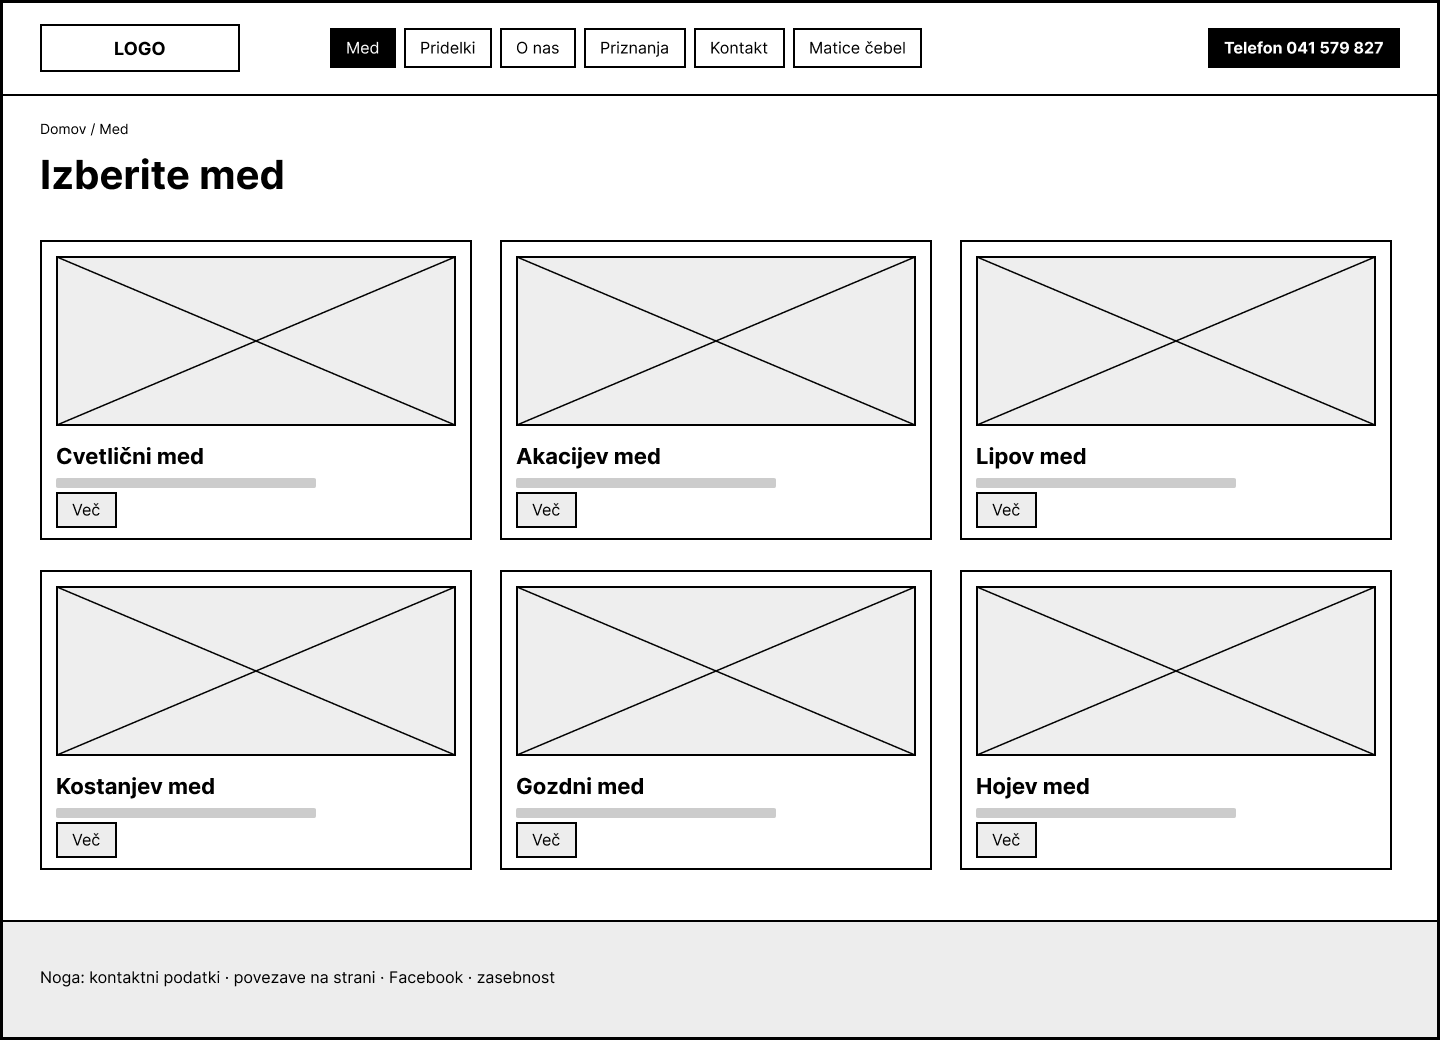 LOGO
Med
Pridelki
O nas
Priznanja
Kontakt
Matice čebel
Telefon 041 579 827
Domov / Med
Izberite med
Cvetlični med
Več
Akacijev med
Več
Lipov med
Več
Kostanjev med
Več
Gozdni med
Več
Hojev med
Več
Noga: kontaktni podatki · povezave na strani · Facebook · zasebnost